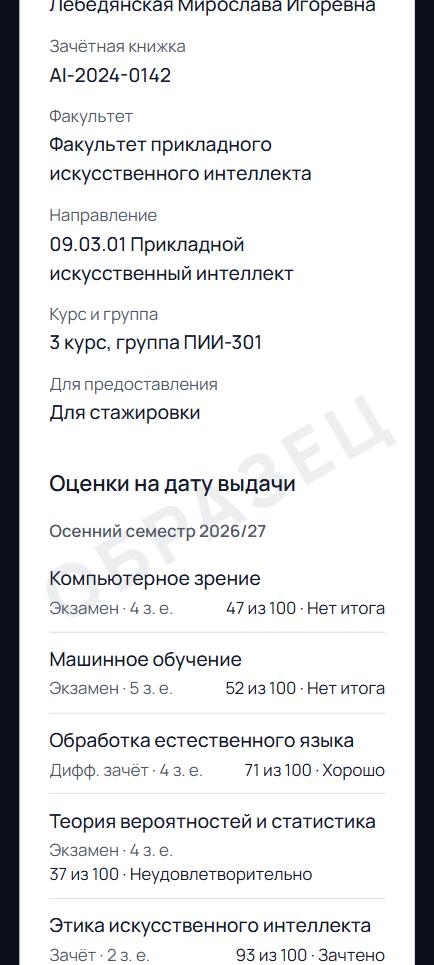 Лебедянская Мирослава Игоревна
Зачётная книжка
AI-2024-0142
Факультет
Факультет прикладного
искусственного интеллекта
Направление
09.03.01 Прикладной
искусственный интеллект
Курс и группа
3 курс, группа ПИИ-301
Для предоставления
Для стажировки
ОБРАЗЕЦ
Оценки на дату выдачи
Осенний семестр 2026/27
Компьютерное зрение
Экзамен · 4 з. е. 47 из 100 · Нет итога
Машинное обучение
Экзамен · 5 з. е. 52 из 100 · Нет итога
Обработка естественного языка
Дифф. зачёт · 4 з. е. 71 из 100 · Хорошо
Теория вероятностей и статистика
Экзамен · 4 з. е.
37 из 100 · Неудовлетворительно
Этика искусственного интеллекта
Зачёт · 2 з. е. 93 из 100 · Зачтено